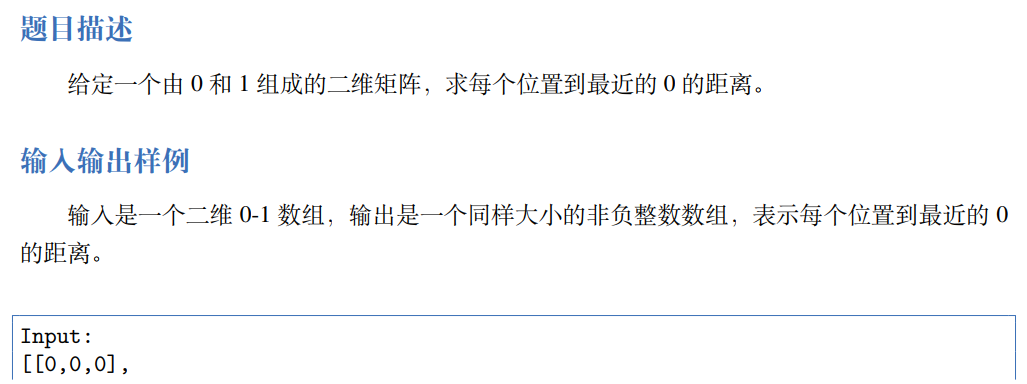 题目描述
给定一个由 0 和 1 组成的二维矩阵，求每个位置到最近的 0 的距离。
输入输出样例
输入是一个二维 0-1 数组，输出是一个同样大小的非负整数数组，表示每个位置到最近的 0
的距离。
Input:
[[0,0,0],